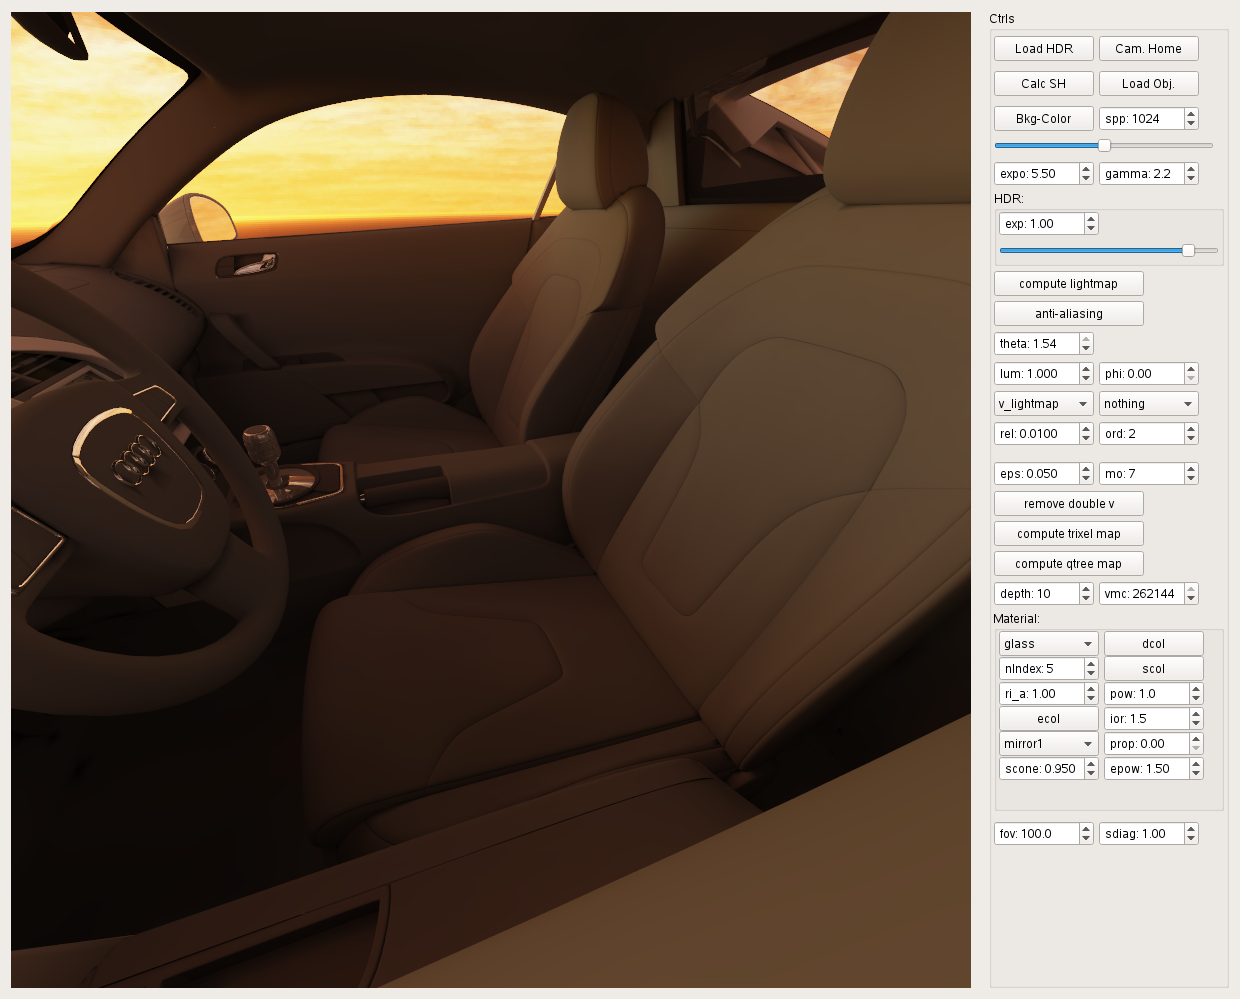 Ctrls
Load HDR Cam. Home
Calc SH Load Obj.
Bkg-Color spp: 1024
expo: 5.50 gamma: 2.2
HDR:
exp: 1.00
compute lightmap
anti-aliasing
theta: 1.54
lum: 1.000 phi: 0.00
v_lightmap nothing
rel: 0.0100 ord: 2
eps: 0.050 mo: 7
remove double v
compute trixel map
compute qtree map
depth: 10 vmc: 262144
Material:
glass dcol
nIndex: 5 scol
ri_a: 1.00 pow: 1.0
ecol ior: 1.5
mirror1 prop: 0.00
scone: 0.950 epow: 1.50
fov: 100.0 sdiag: 1.00